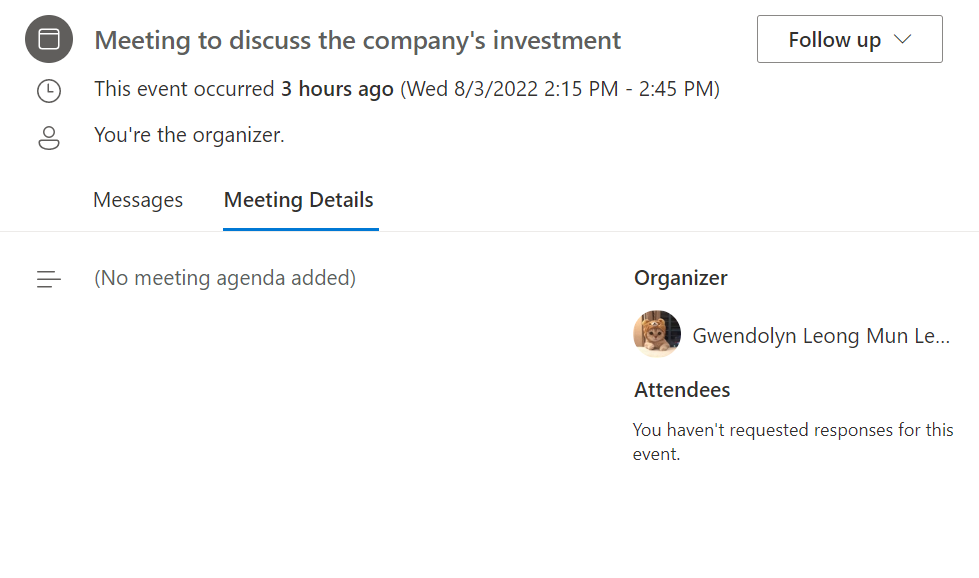 Meeting to discuss the company's investment
Follow up
This event occurred 3 hours ago (Wed 8/3/2022 2:15 PM - 2:45 PM)
You're the organizer.
Messages
Meeting Details
(No meeting agenda added)
Organizer
Gwendolyn Leong Mun Le...
Attendees
You haven't requested responses for this
event.